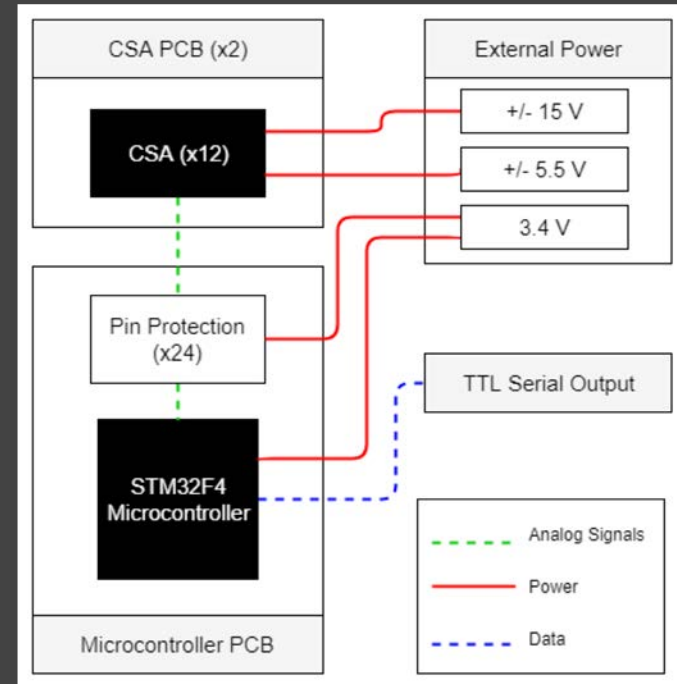 CSA PCB (x2)
CSA (x12)
External Power
+/- 15 V
+/- 5.5 V
3.4 V
Pin Protection
(x24)
STM32F4
Microcontroller
Microcontroller PCB
TTL Serial Output
Analog Signals
Power
Data